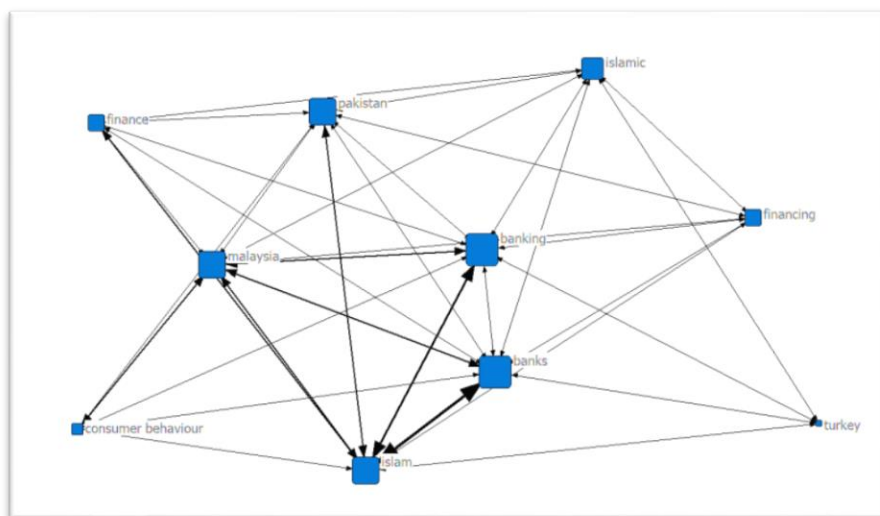 islamic
pakistan
finance
financing
banking
malaysia
banks
consumer behaviour
turkey
islam